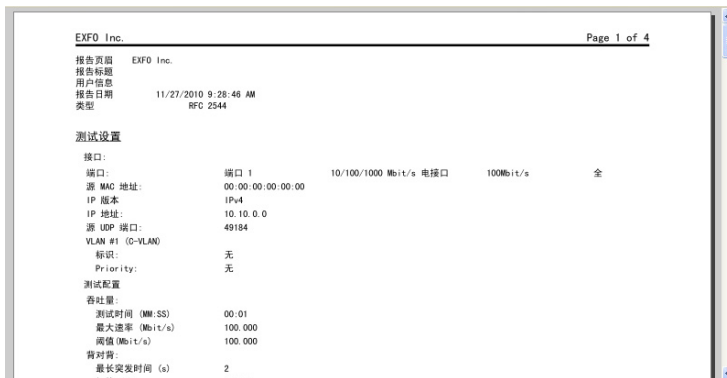 EXFO Inc. Page 1 of 4
报告页眉 EXFO Inc.
报告标题
用户信息
报告日期 11/27/2010 9:28:46 AM
类型 RFC 2544
测试设置
接口:
端口: 端口 1 10/100/1000 Mbit/s 电接口 100Mbit/s 全
源 MAC 地址: 00:00:00:00:00:00
IP 版本 IPv4
IP 地址: 10.10.0.0
源 UDP 端口: 49184
VLAN #1 (C-VLAN)
标识: 无
Priority: 无
测试配置
吞吐量:
测试时间 (MM:SS) 00:01
最大速率 (Mbit/s) 100.000
阈值(Mbit/s) 100.000
背对背:
最长突发时间 (s) 2